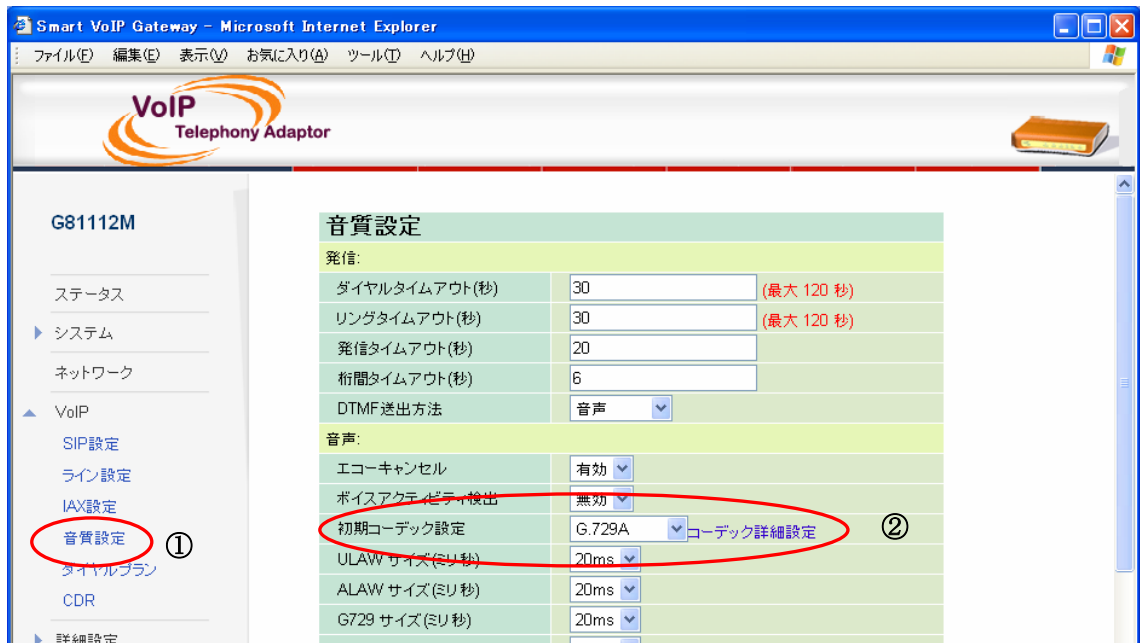 Smart VoIP Gateway - Microsoft Internet Explorer
ファイル(F) 編集(E) 表示(V) お気に入り(A) ツール(T) ヘルプ(H)
VoIP
Telephony Adaptor
G81112M
ステータス
システム
ネットワーク
VoIP
SIP設定
ライン設定
IAX設定
音質設定 ①
ダイヤルプラン
CDR
詳細設定
音質設定
発信:
ダイヤルタイムアウト(秒) 30 (最大 120 秒)
リングタイムアウト(秒) 30 (最大 120 秒)
発信タイムアウト(秒) 20
桁間タイムアウト(秒) 6
DTMF送出方法 音声
音声:
エコーキャンセル 有効
ボイスアクティビティ検出 無効
初期コーデック設定 G.729A コーデック詳細設定 ②
ULAW サイズ(ミリ秒) 20ms
ALAW サイズ(ミリ秒) 20ms
G729 サイズ(ミリ秒) 20ms